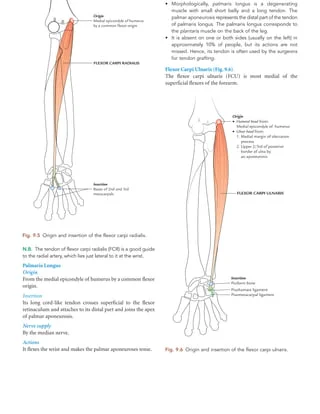 Origin
Medial epicondyle of humerus
by a common flexor origin
FLEXOR CARPI RADIALIS
Insertion
Bases of 2nd and 3rd
metacarpals
Fig. 9.5 Origin and insertion of the flexor carpi radialis.
N.B. The tendon of flexor carpi radialis (FCR) is a good guide
to the radial artery, which lies just lateral to it at the wrist.
Palmaris Longus
Origin
From the medial epicondyle of humerus by a common flexor
origin.
Insertion
Its long cord-like tendon crosses superficial to the flexor
retinaculum and attaches to its distal part and joins the apex
of palmar aponeurosis.
Nerve supply
By the median nerve.
Actions
It flexes the wrist and makes the palmar aponeuroses tense.
• Morphologically, palmaris longus is a degenerating
muscle with small short belly and a long tendon. The
palmar aponeurosis represents the distal part of the tendon
of palmaris longus. The palmaris longus corresponds to
the plantaris muscle on the back of the leg.
• It is absent on one or both sides (usually on the left) in
approximately 10% of people, but its actions are not
missed. Hence, its tendon is often used by the surgeons
for tendon grafting.
Flexor Carpi Ulnaris (Fig. 9.6)
The flexor carpi ulnaris (FCU) is most medial of the
superficial flexors of the forearm.
Origin
• Humeral head from:
Medial epicondyle of humerus
• Ulnar head from:
1. Medial margin of olecranon
process
2. Upper 2/3rd of posterior
border of ulna by
an aponeurosis
FLEXOR CARPI ULNARIS
Insertion
Pisiform bone
Pisohamate ligament
Pisometacarpal ligament
Fig. 9.6 Origin and insertion of the flexor carpi ulnaris.